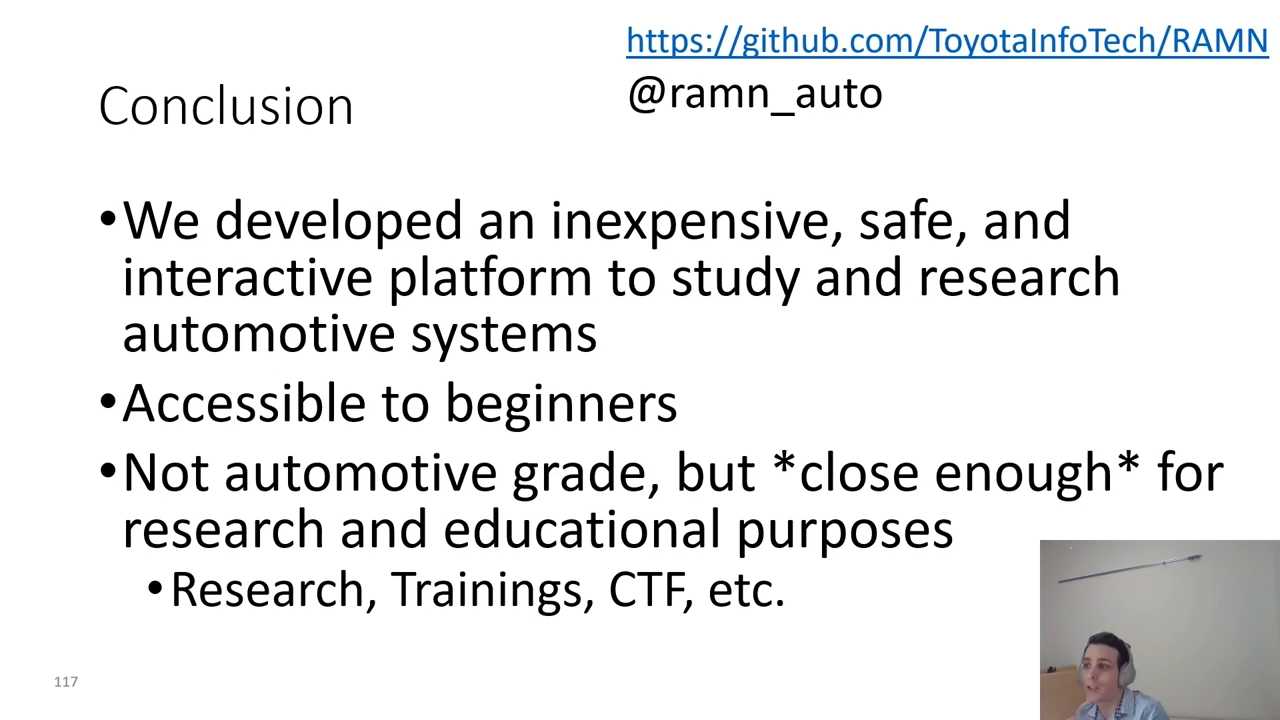 https://github.com/ToyotaInfoTech/RAMN
@ramn_auto
Conclusion
•We developed an inexpensive, safe, and
interactive platform to study and research
automotive systems
•Accessible to beginners
•Not automotive grade, but *close enough* for
research and educational purposes
•Research, Trainings, CTF, etc.
117